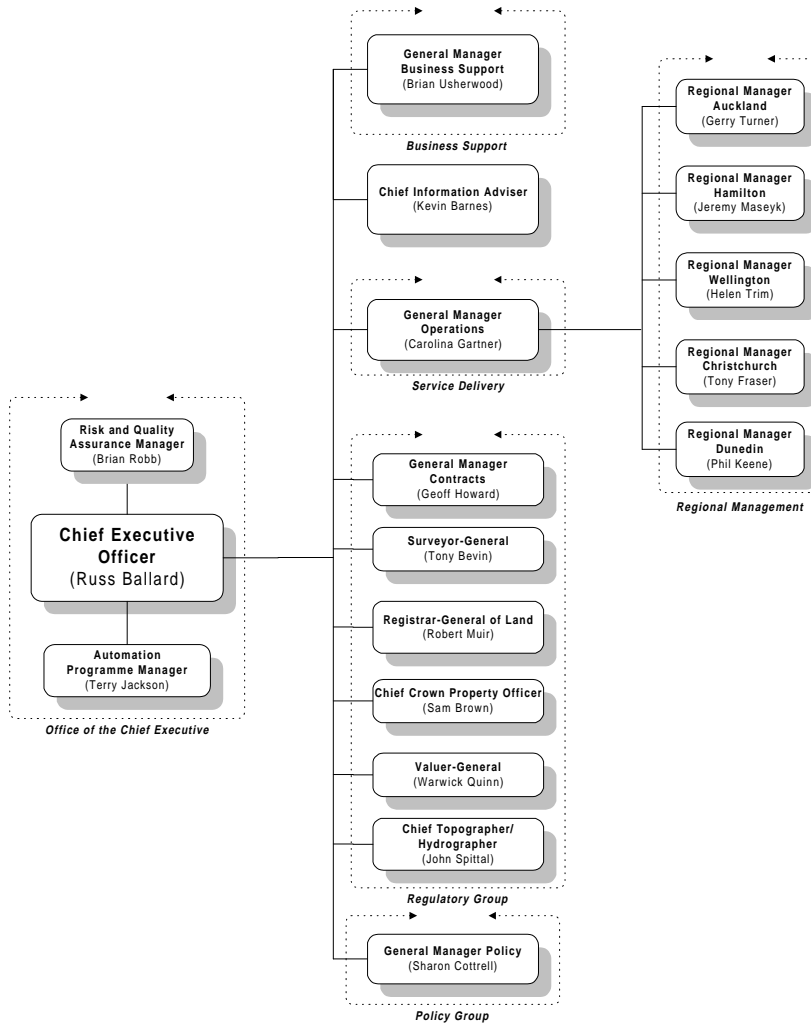 Risk and Quality
Assurance Manager
(Brian Robb)
Chief Executive
Officer
(Russ Ballard)
Automation
Programme Manager
(Terry Jackson)
Office of the Chief Executive
General Manager
Business Support
(Brian Usherwood)
Business Support
Chief Information Adviser
(Kevin Barnes)
General Manager
Operations
(Carolina Gartner)
Service Delivery
General Manager
Contracts
(Geoff Howard)
Surveyor-General
(Tony Bevin)
Registrar-General of Land
(Robert Muir)
Chief Crown Property Officer
(Sam Brown)
Valuer-General
(Warwick Quinn)
Chief Topographer/
Hydrographer
(John Spittal)
Regulatory Group
General Manager Policy
(Sharon Cottrell)
Policy Group
Regional Manager
Auckland
(Gerry Turner)
Regional Manager
Hamilton
(Jeremy Maseyk)
Regional Manager
Wellington
(Helen Trim)
Regional Manager
Christchurch
(Tony Fraser)
Regional Manager
Dunedin
(Phil Keene)
Regional Management